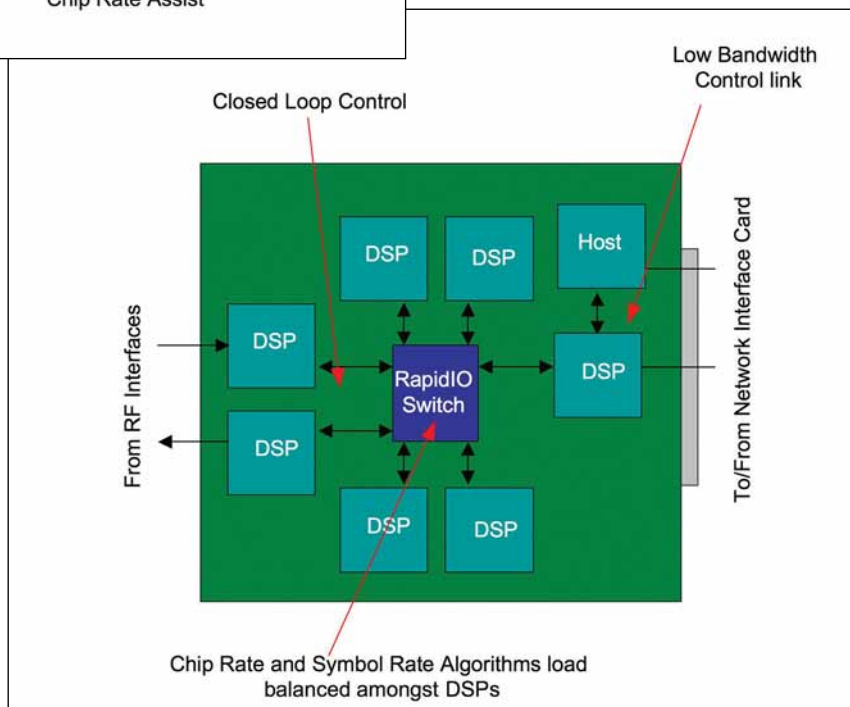 Chip Rate Assist
Low Bandwidth
Control link
Closed Loop Control
DSP
DSP
Host
DSP
RapidIO
Switch
DSP
DSP
DSP
DSP
From RF Interfaces
To/From Network Interface Card
Chip Rate and Symbol Rate Algorithms load
balanced amongst DSPs